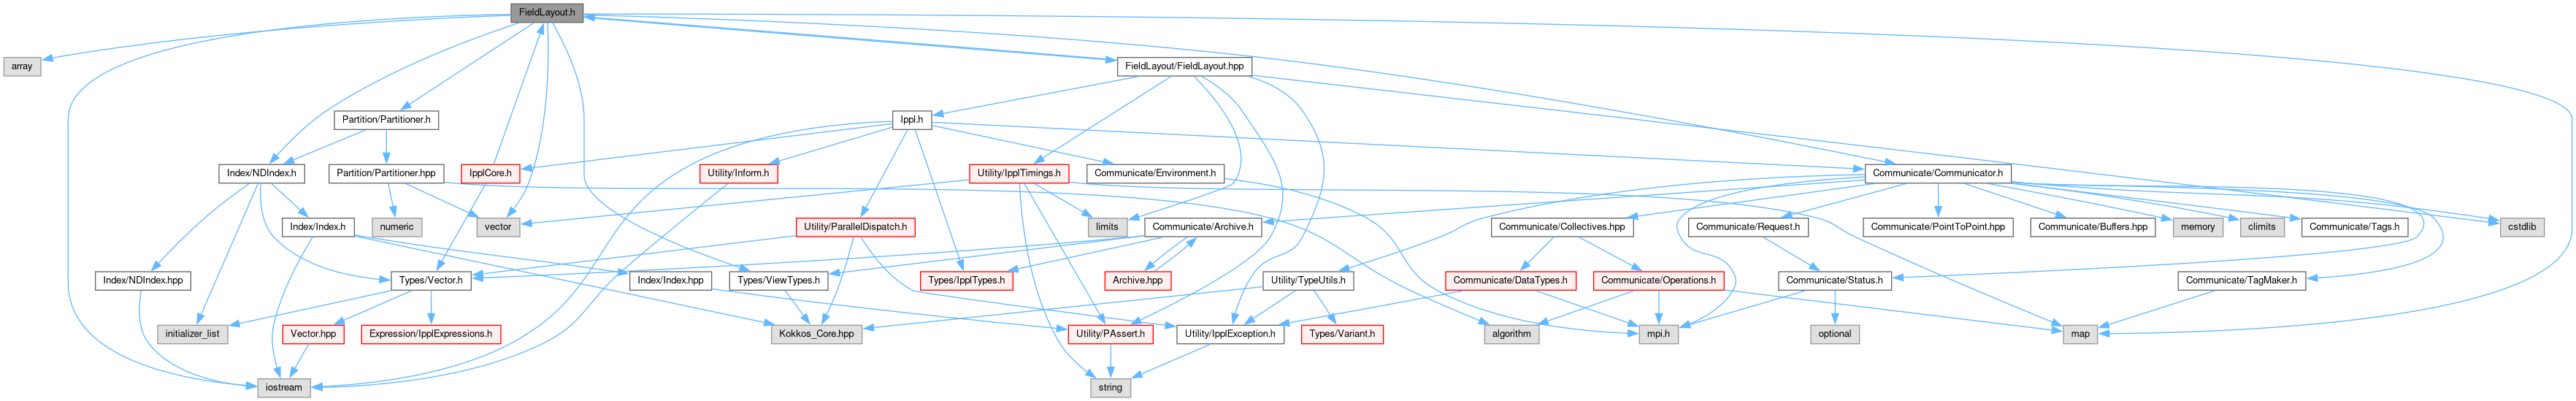 FieldLayout.h
array
FieldLayout/FieldLayout.hpp
Partition/Partitioner.h
Ippl.h
Index/NDIndex.h
Partition/Partitioner.hpp
IpplCore.h
Utility/Inform.h
Utility/IpplTimings.h
Communicate/Environment.h
Communicate/Communicator.h
Index/Index.h
numeric
vector
Utility/ParallelDispatch.h
limits
Communicate/Archive.h
Communicate/Collectives.hpp
Communicate/Request.h
Communicate/PointToPoint.hpp
Communicate/Buffers.hpp
memory
climits
Communicate/Tags.h
cstdlib
Index/NDIndex.hpp
Types/Vector.h
Index/Index.hpp
Types/ViewTypes.h
Types/IpplTypes.h
Archive.hpp
Utility/TypeUtils.h
Communicate/DataTypes.h
Communicate/Operations.h
Communicate/Status.h
Communicate/TagMaker.h
initializer_list
Vector.hpp
Expression/IpplExpressions.h
Kokkos_Core.hpp
Utility/PAssert.h
Utility/IpplException.h
Types/Variant.h
algorithm
mpi.h
optional
map
iostream
string